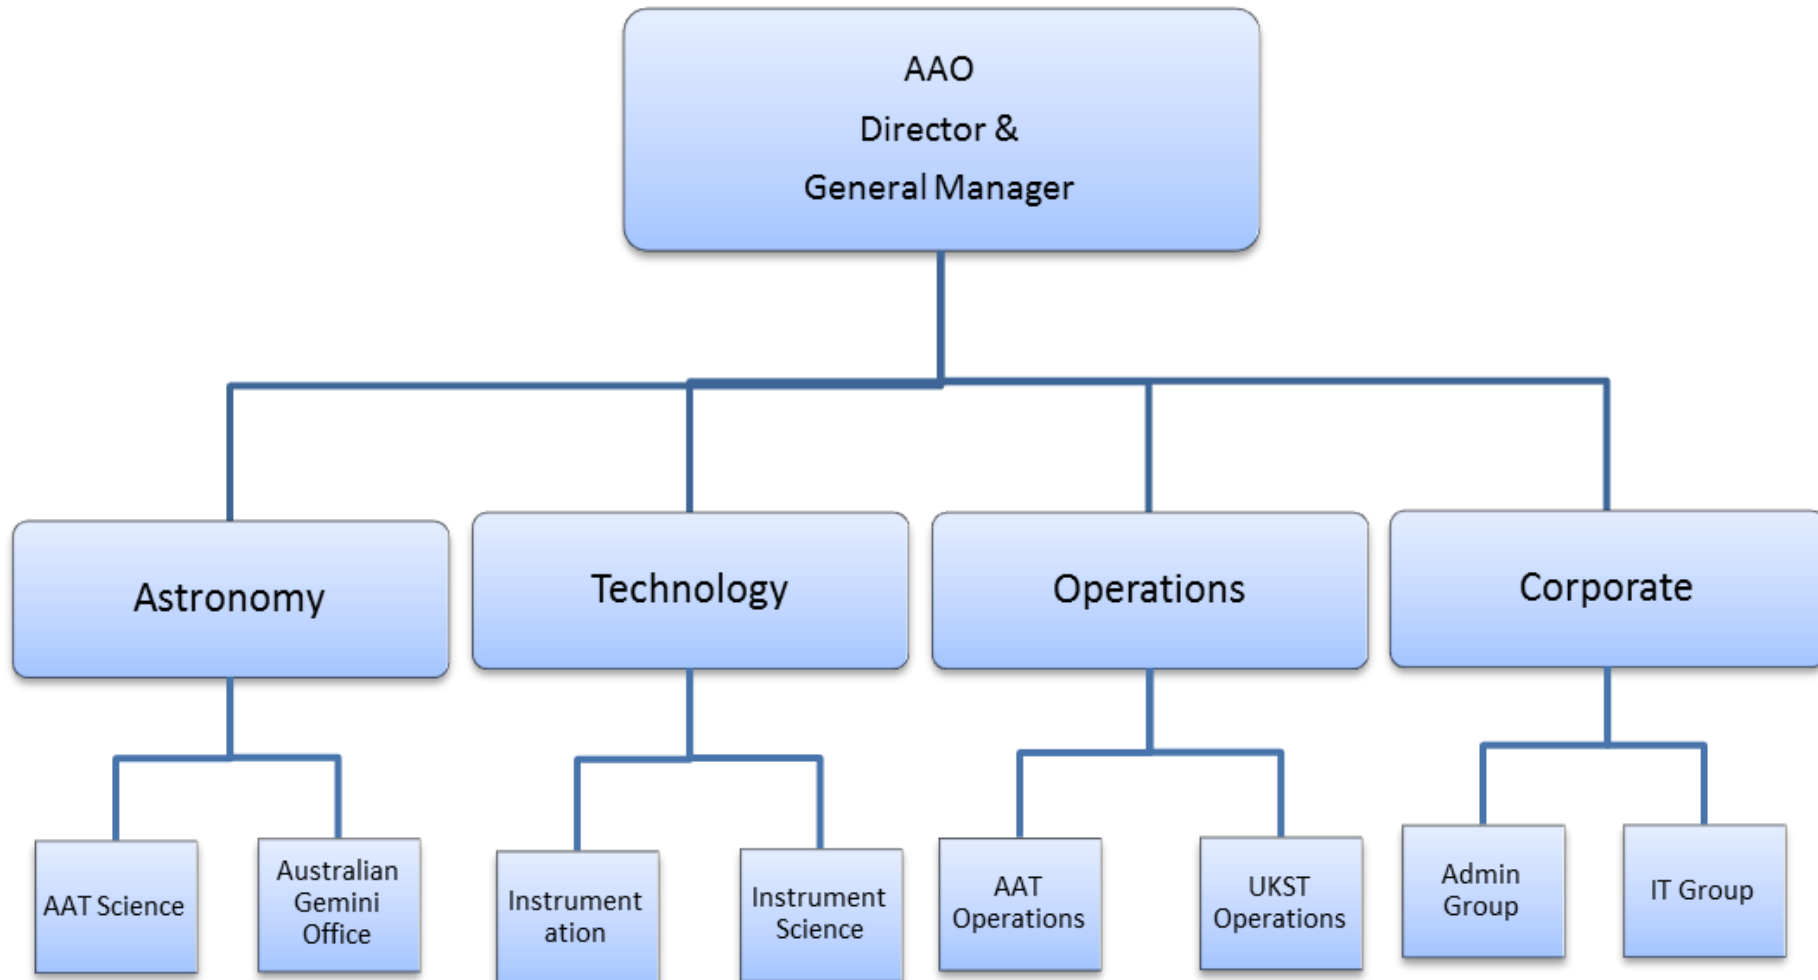 AAO
Director &
General Manager
Astronomy
Technology
Operations
Corporate
AAT Science
Australian
Gemini
Office
Instrument
ation
Instrument
Science
AAT
Operations
UKST
Operations
Admin
Group
IT Group